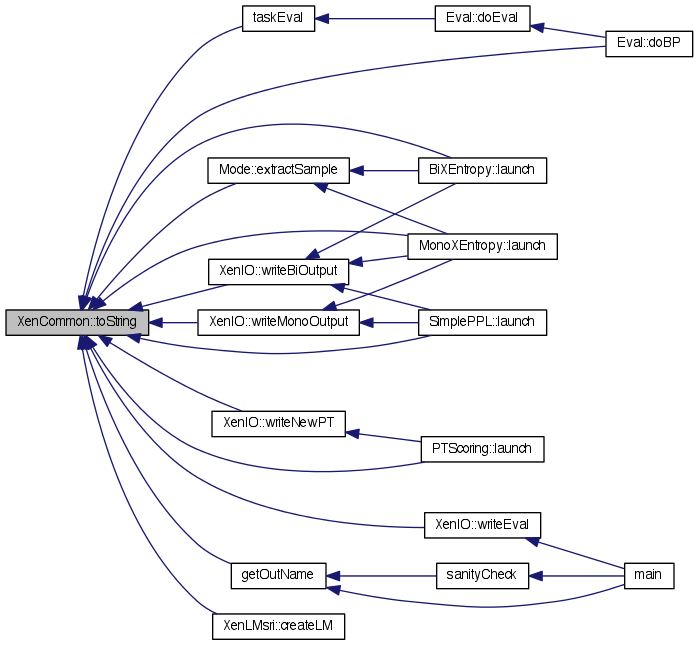 taskEval
Eval::doEval
Eval::doBP
Mode::extractSample
BiXEntropy::launch
MonoXEntropy::launch
XenIO::writeBiOutput
XenCommon::toString
XenIO::writeMonoOutput
SimplePPL::launch
XenIO::writeNewPT
PTScoring::launch
XenIO::writeEval
getOutName
sanityCheck
main
XenLMsri::createLM